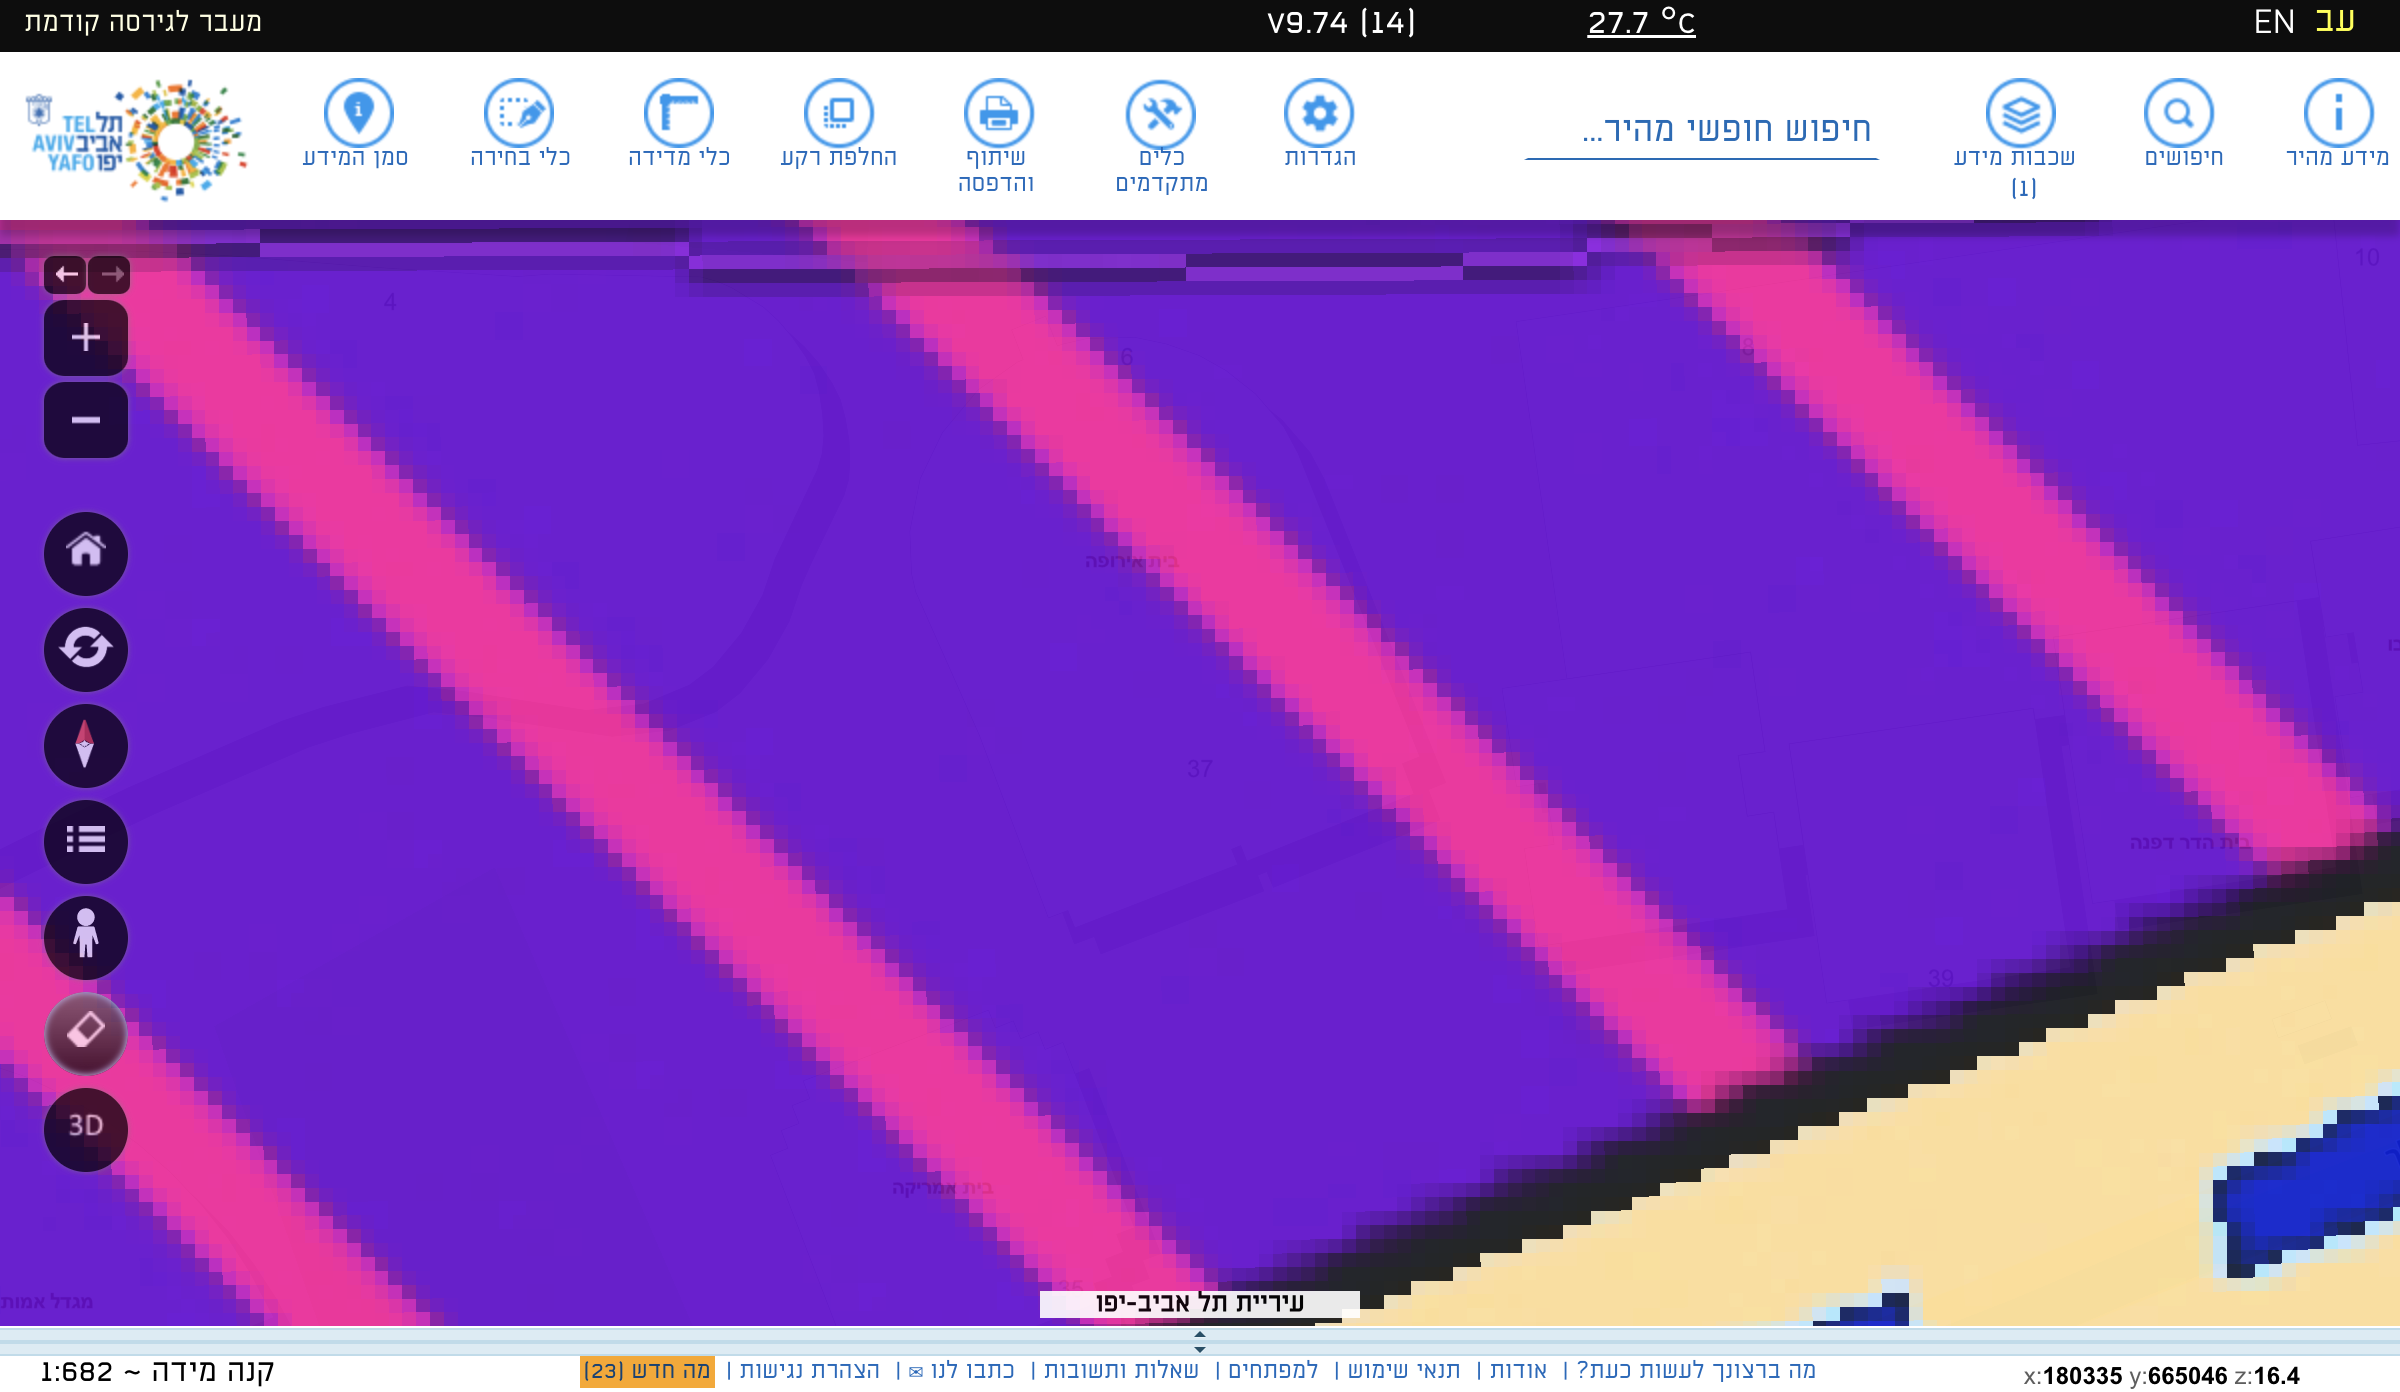 עב EN
27.7 °C
V9.74 (14)
מעבר לגירסה קודמת
מידע מהיר
חיפושים
שכבות מידע
(1)
חיפוש חופשי מהיר...
הגדרות
כלים
מתקדמים
שיתוף
והדפסה
החלפת רקע
כלי מדידה
כלי בחירה
סמן המידע
תל TEL
אביב AVIV
יפו YAFO
10
4
6
8
בית אירופה
37
בית הדר דפנה
39
3D
בית אמריקה
35
מגדל אמות
עיריית תל אביב-יפו
מה ברצונך לעשות כעת? | אודות | תנאי שימוש | למפתחים | שאלות ותשובות | כתבו לנו ✉ | הצהרת נגישות | מה חדש (23)
קנה מידה ~ 1:682
x:180335 y:665046 z:16.4